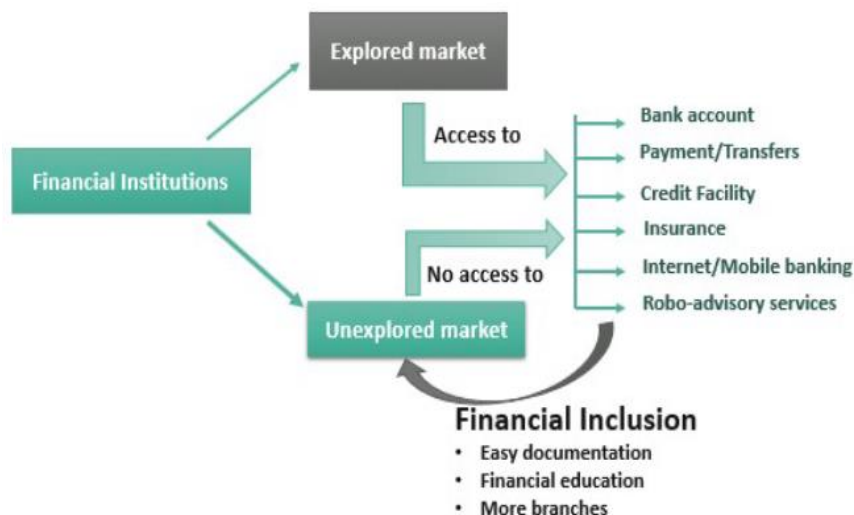 Explored market
Financial Institutions
Access to
No access to
Unexplored market
Bank account
Payment/Transfers
Credit Facility
Insurance
Internet/Mobile banking
Robo-advisory services
Financial Inclusion
• Easy documentation
• Financial education
• More branches